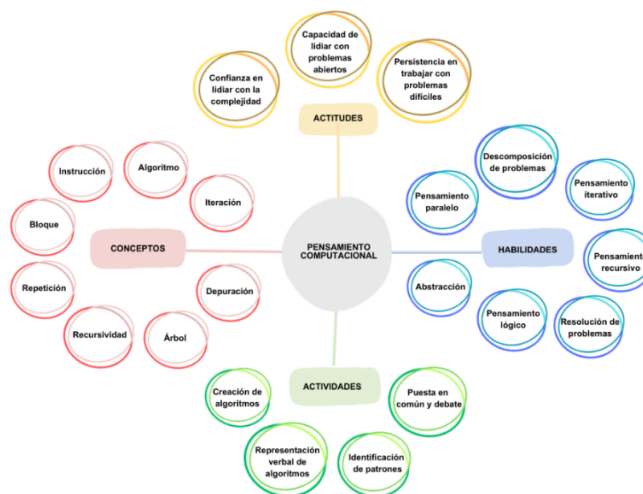 Capacidad de
lidiar con
problemas
abiertos
Confianza en
lidiar con la
complejidad
Persistencia en
trabajar con
problemas
difíciles
ACTITUDES
Instrucción
Algoritmo
Iteración
Bloque
CONCEPTOS
Repetición
Depuración
Recursividad
Árbol
PENSAMIENTO
COMPUTACIONAL
Descomposición
de problemas
Pensamiento
paralelo
Pensamiento
iterativo
HABILIDADES
Pensamiento
recursivo
Abstracción
Pensamiento
lógico
Resolución de
problemas
ACTIVIDADES
Creación de
algoritmos
Puesta en
común y debate
Representación
verbal de
algoritmos
Identificación
de patrones